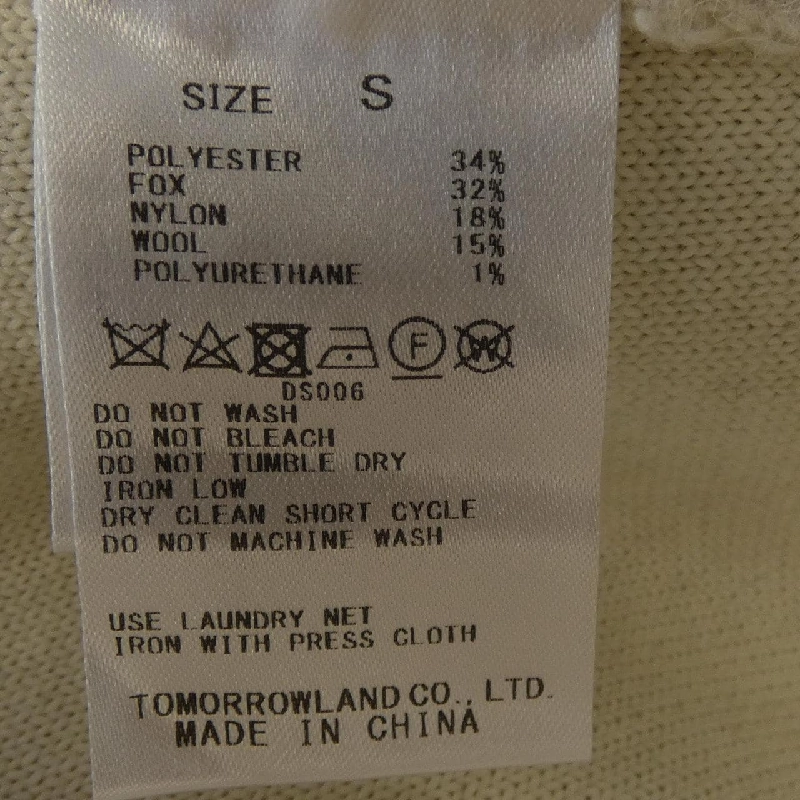 SIZE S
POLYESTER 34%
FOX 32%
NYLON 18%
WOOL 15%
POLYURETHANE 1%
F W
DS006
DO NOT WASH
DO NOT BLEACH
DO NOT TUMBLE DRY
IRON LOW
DRY CLEAN SHORT CYCLE
DO NOT MACHINE WASH
USE LAUNDRY NET
IRON WITH PRESS CLOTH
TOMORROWLAND CO., LTD.
MADE IN CHINA